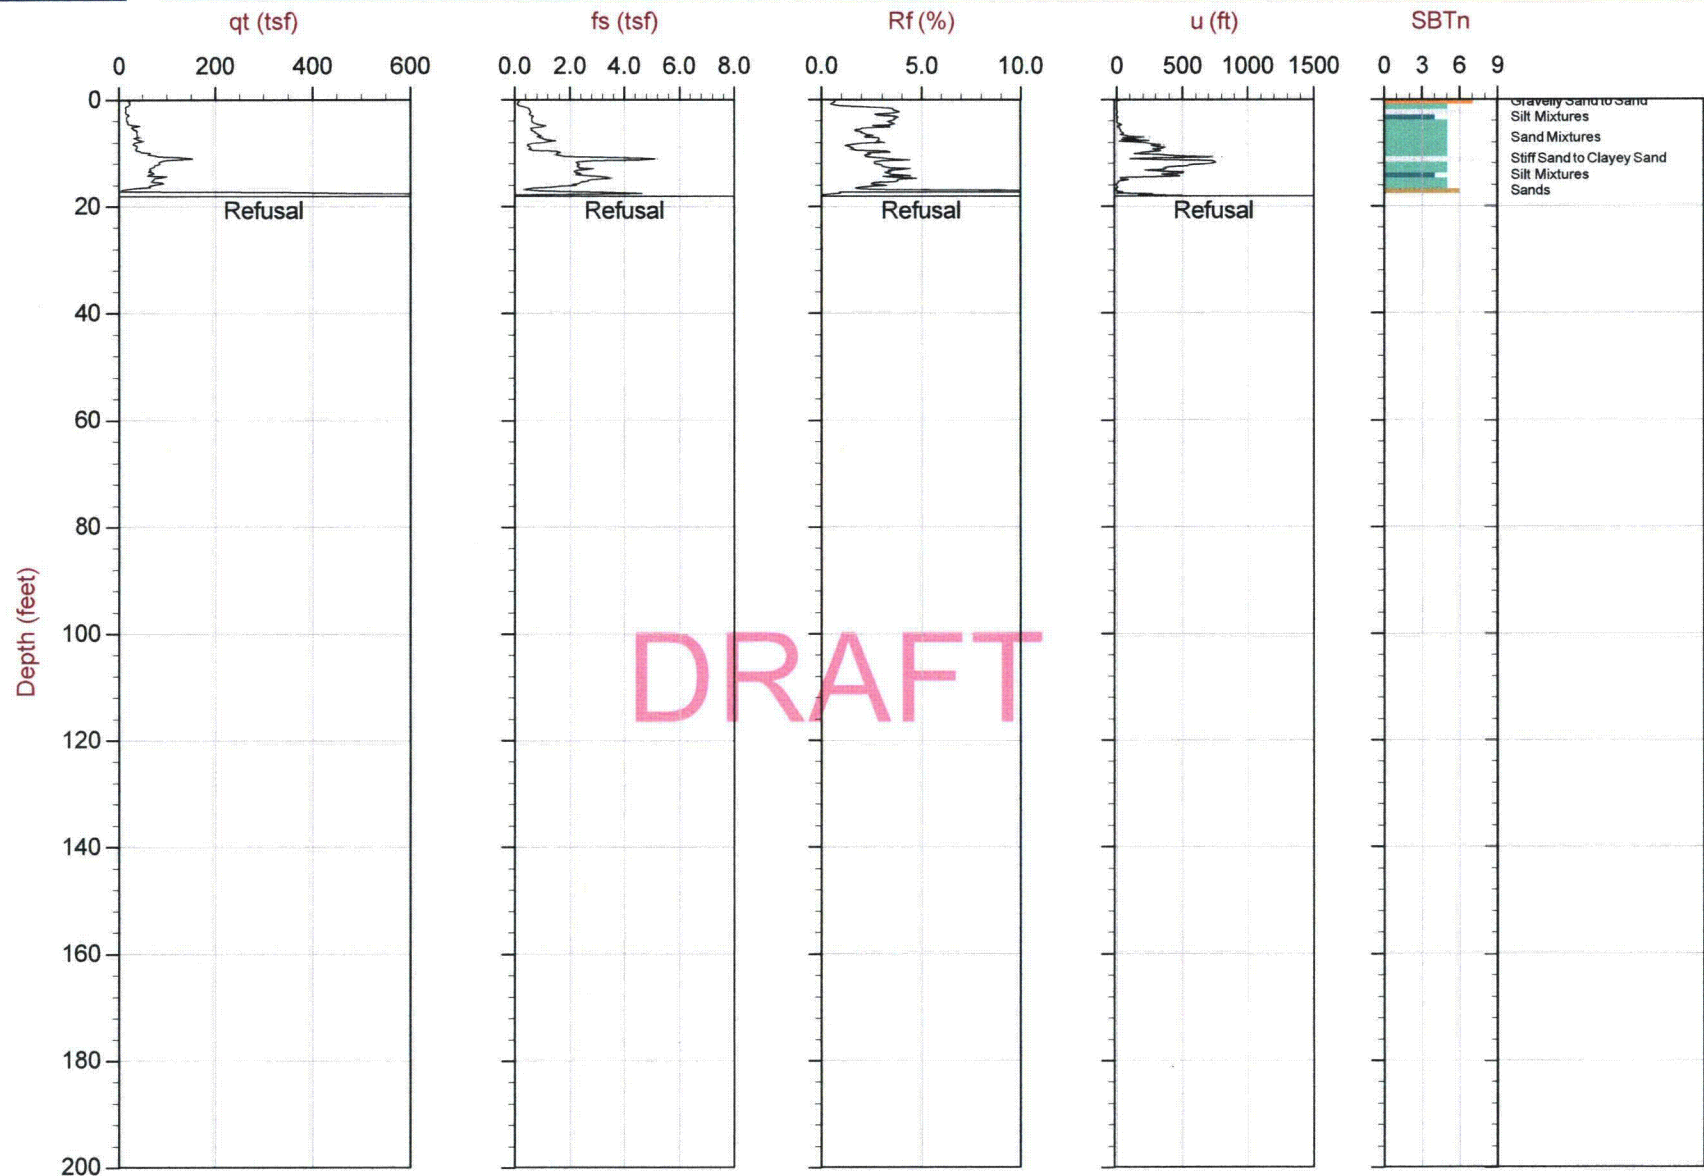 qt (tsf) fs (tsf) Rf (%) u (ft) SBTn
0 200 400 600 0.0 2.0 4.0 6.0 8.0 0.0 5.0 10.0 0 500 1000 1500 0 3 6 9
0
Gravelly Sand to Sand
Silt Mixtures
Sand Mixtures
Stiff Sand to Clayey Sand
Silt Mixtures
Sands
20
Refusal Refusal Refusal Refusal
40
60
80
Depth (feet)
100
DRAFT
120
140
160
180
200